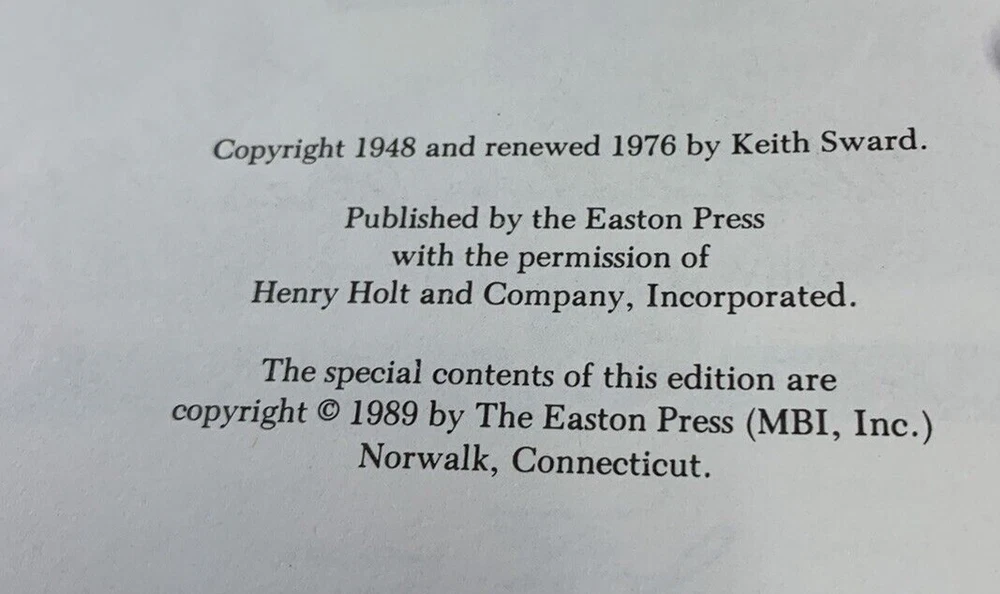 Copyright 1948 and renewed 1976 by Keith Sward.
Published by the Easton Press
with the permission of
Henry Holt and Company, Incorporated.
The special contents of this edition are
copyright © 1989 by The Easton Press (MBI, Inc.)
Norwalk, Connecticut.